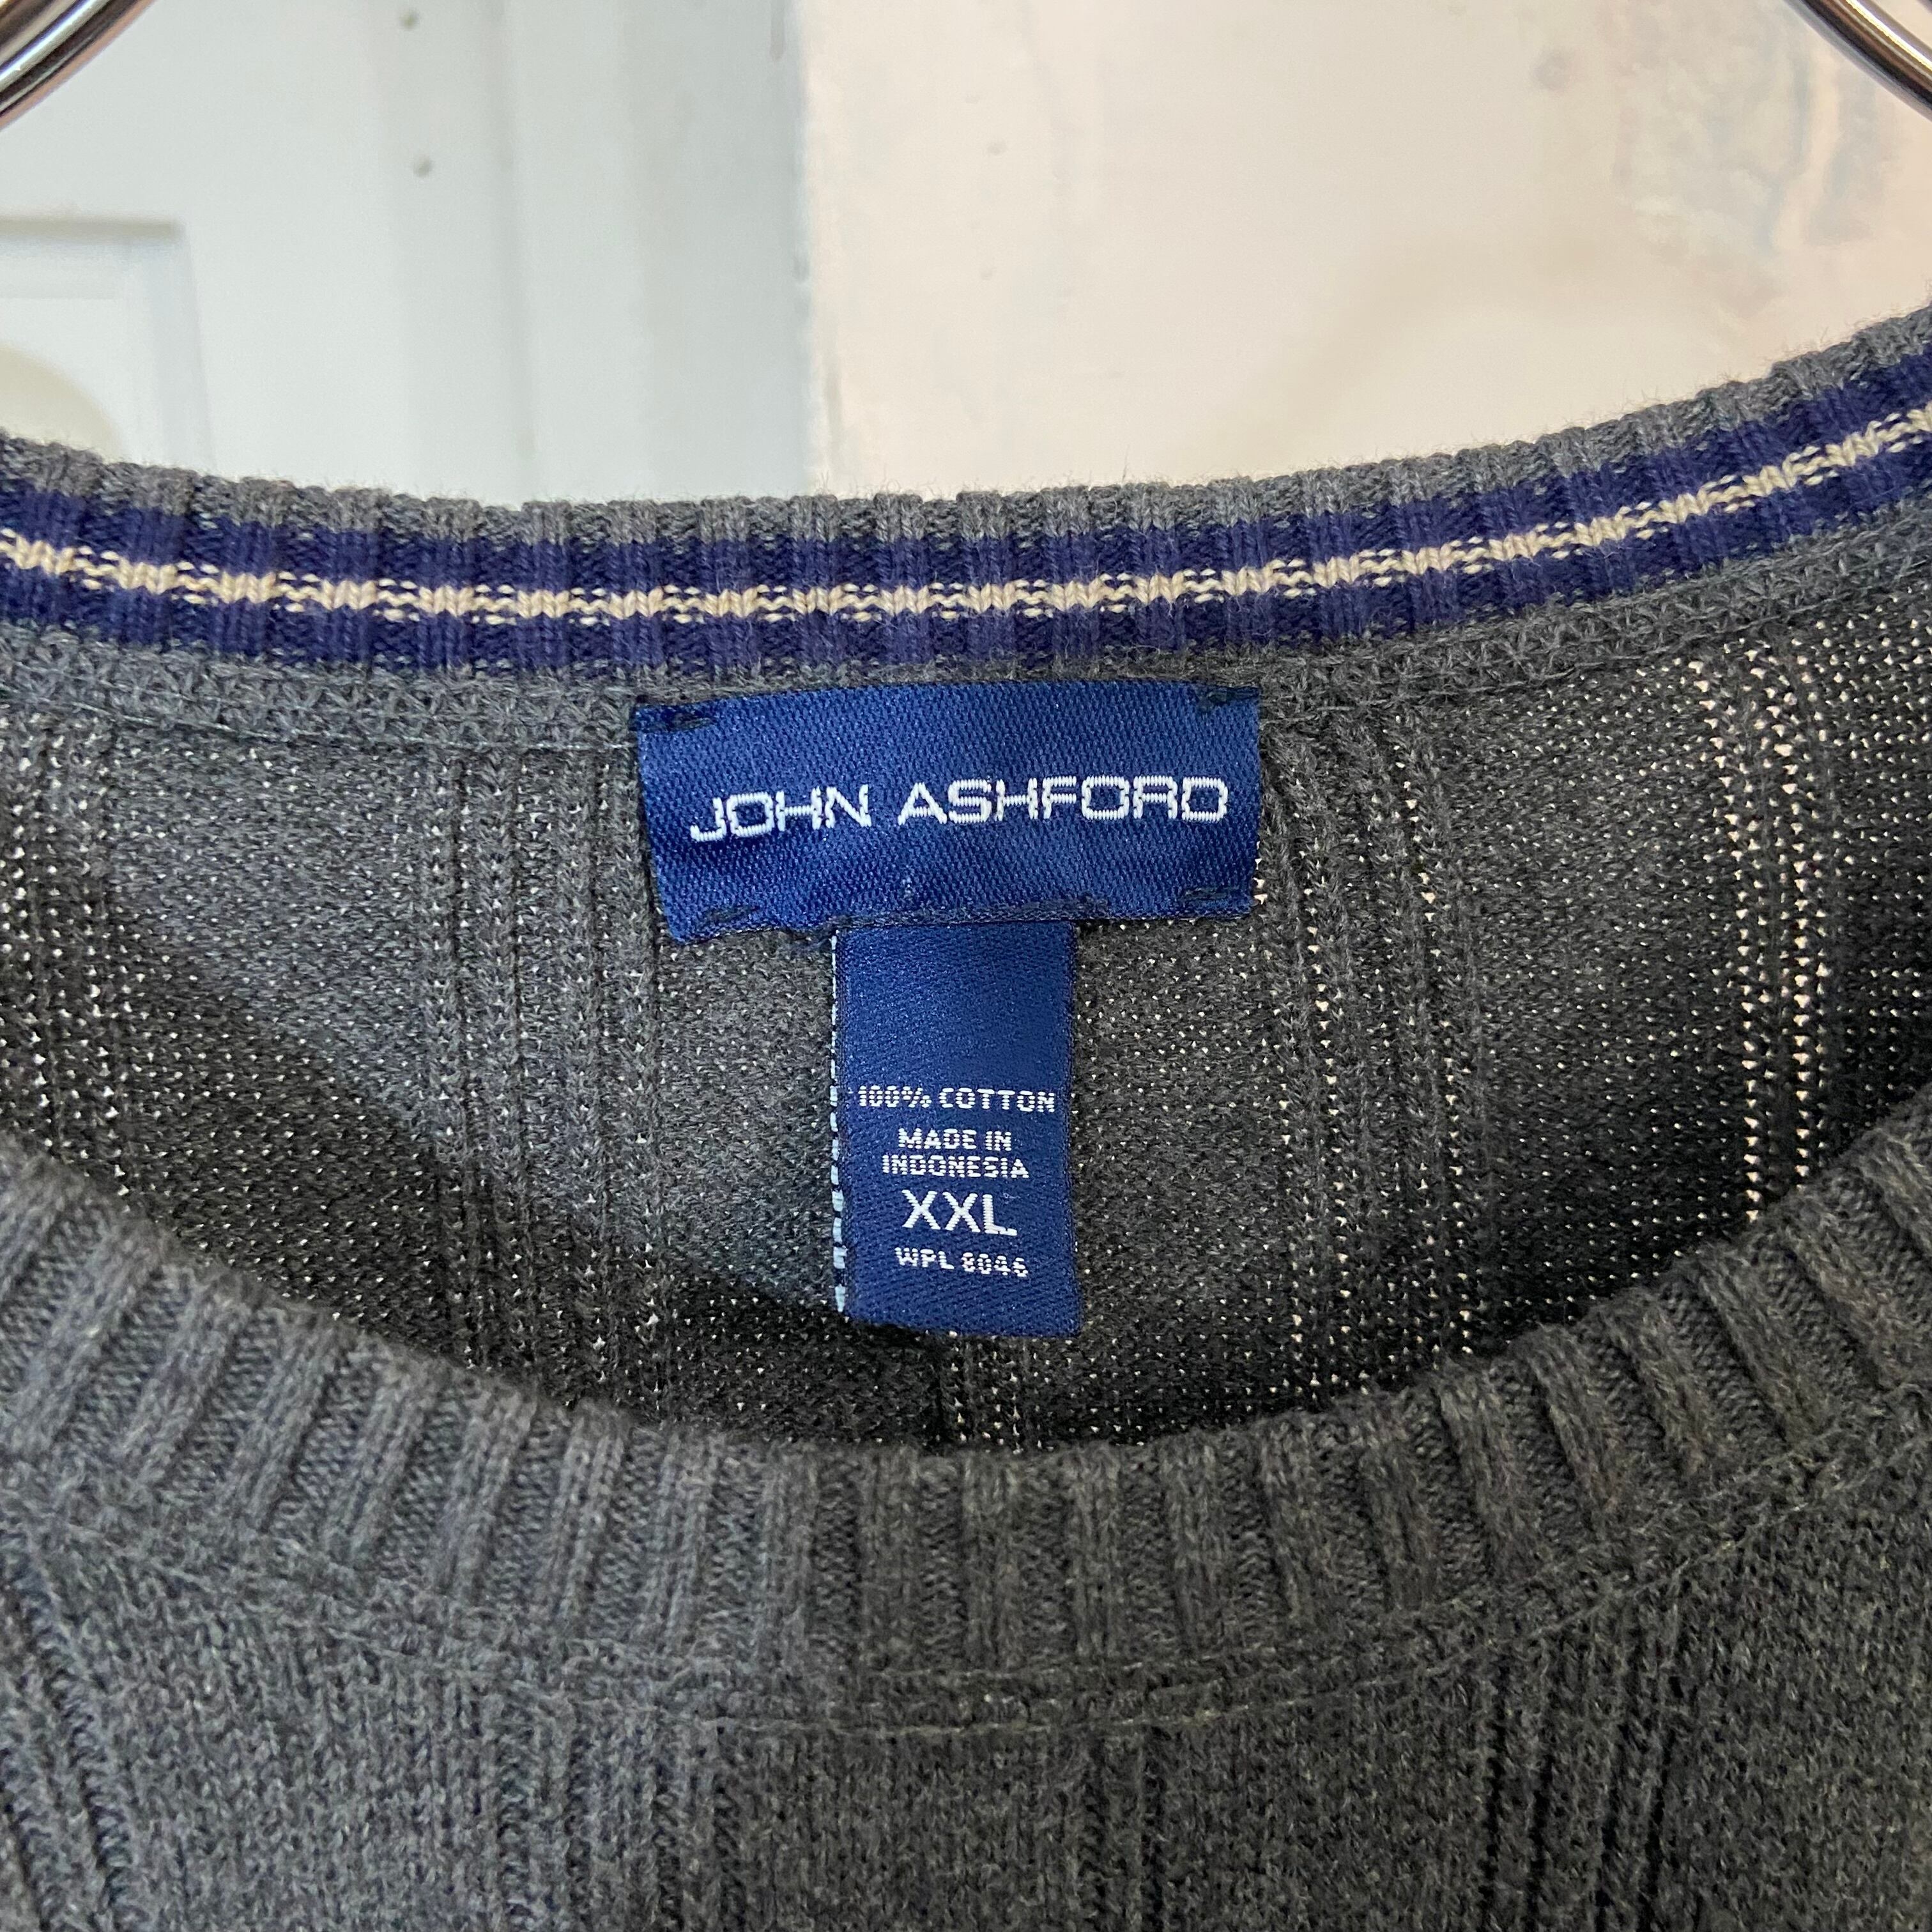 JOHN ASHFORD
100% COTTON
MADE IN
INDONESIA
XXL
WPL 8046